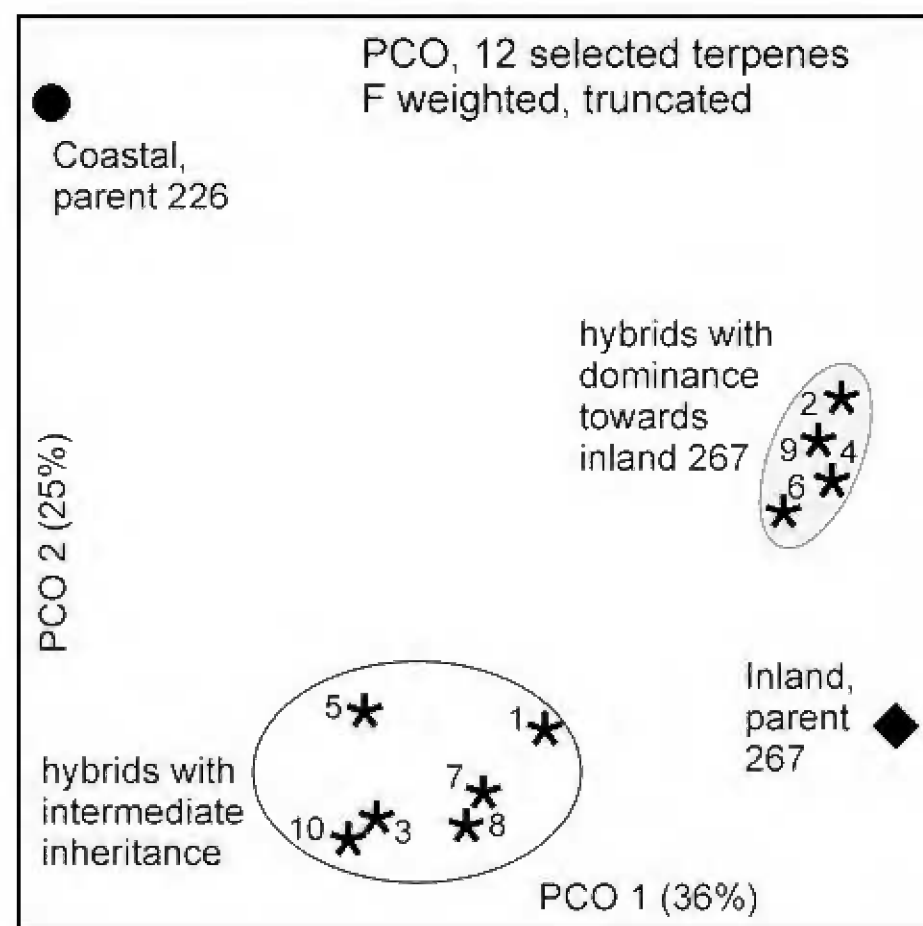 PCO, 12 selected terpenes
F weighted, truncated
Coastal,
parent 226
hybrids with
dominance
towards
inland 267
2
9
4
6
PCO 2 (25%)
Inland,
parent
267
5
1
7
8
10
3
hybrids with
intermediate
inheritance
PCO 1 (36%)